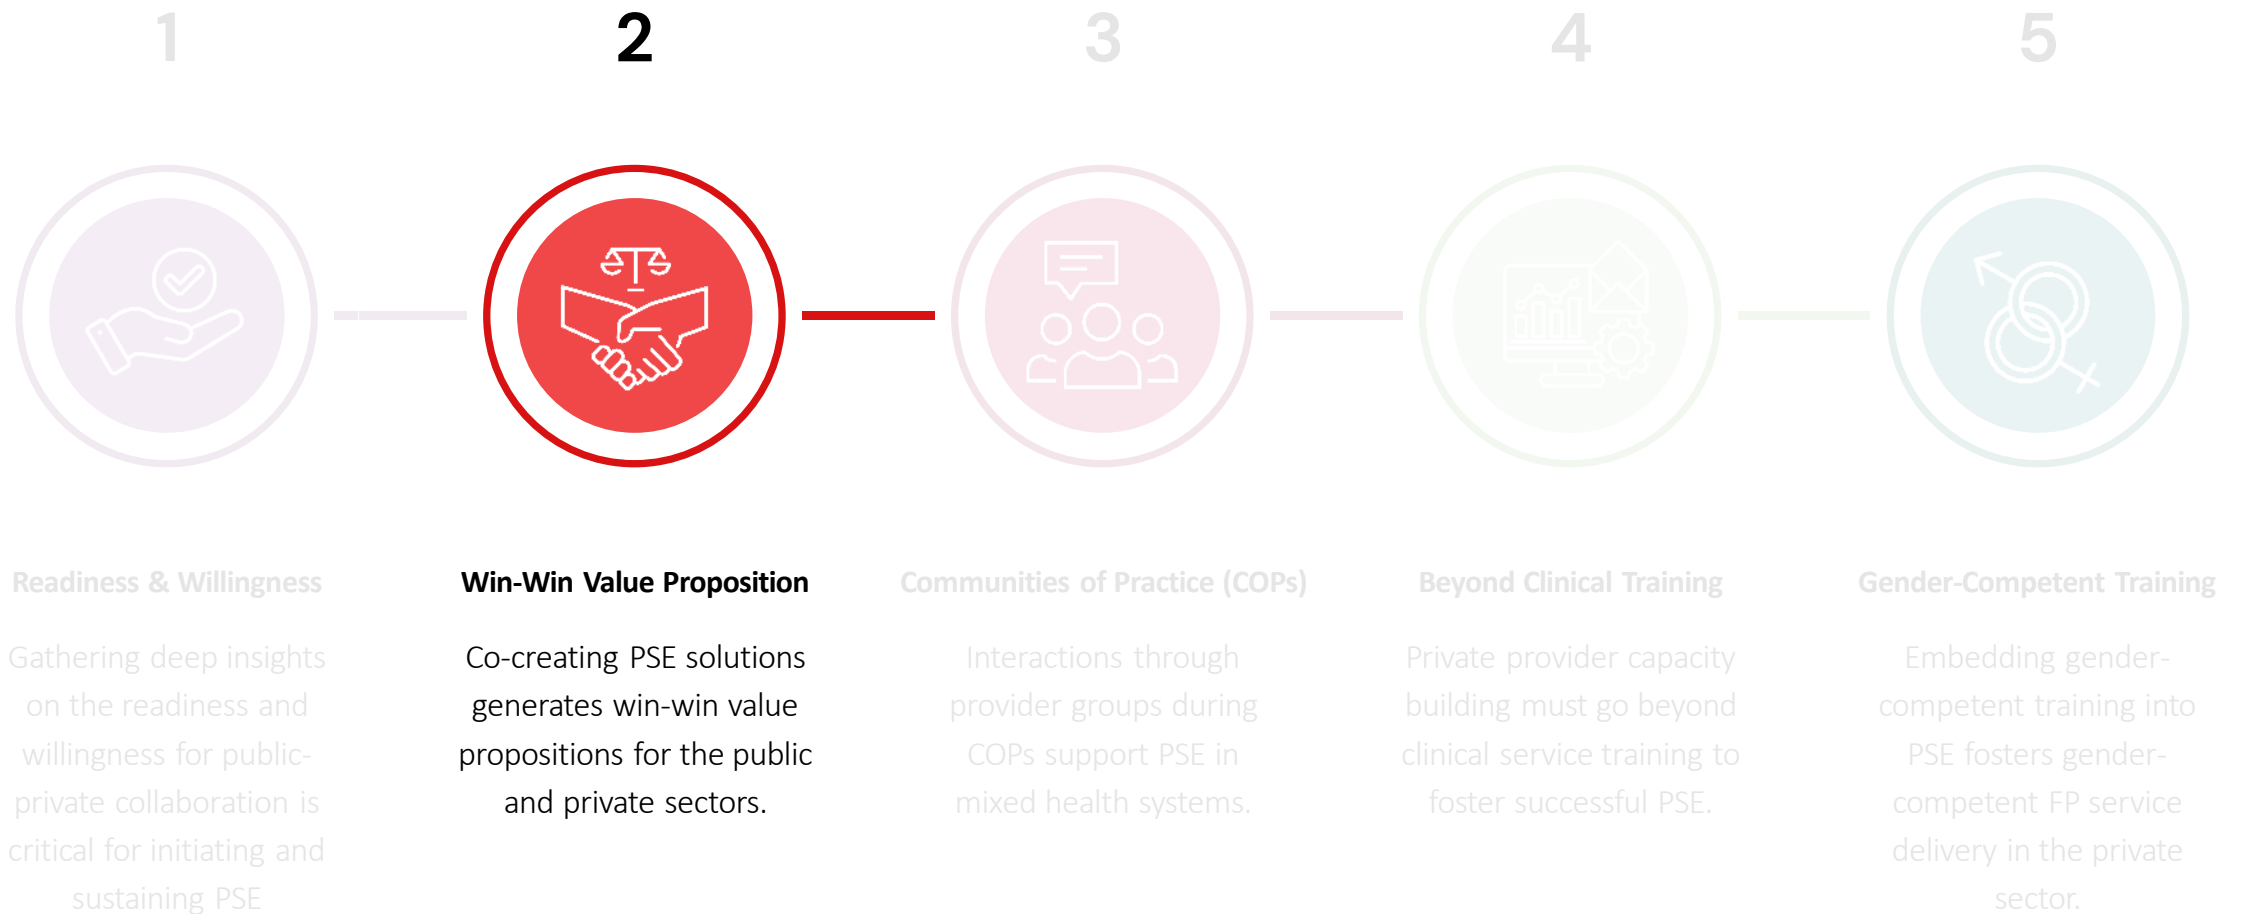 1
2
3
4
5
Readiness & Willingness
Gathering deep insights
on the readiness and
willingness for public-
private collaboration is
critical for initiating and
sustaining PSE
Win-Win Value Proposition
Co-creating PSE solutions
generates win-win value
propositions for the public
and private sectors.
Communities of Practice (COPs)
Interactions through
provider groups during
COPs support PSE in
mixed health systems.
Beyond Clinical Training
Private provider capacity
building must go beyond
clinical service training to
foster successful PSE.
Gender-Competent Training
Embedding gender-
competent training into
PSE fosters gender-
competent FP service
delivery in the private
sector.